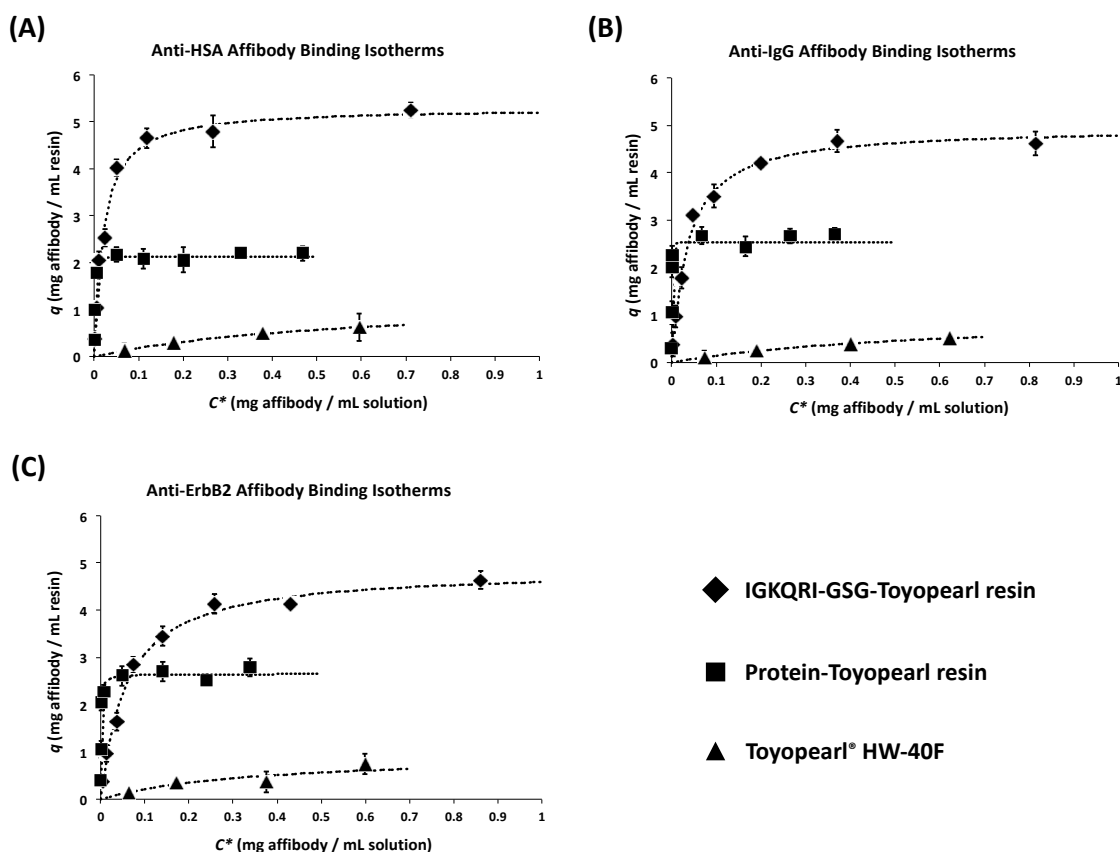 (A)
Anti-HSA Affibody Binding Isotherms
6
5
4
3
2
1
0
q (mg affibody / mL resin)
0 0.1 0.2 0.3 0.4 0.5 0.6 0.7 0.8 0.9 1
C* (mg affibody / mL solution)
(B)
Anti-IgG Affibody Binding Isotherms
6
5
4
3
2
1
0
q (mg affibody / mL resin)
0 0.1 0.2 0.3 0.4 0.5 0.6 0.7 0.8 0.9 1
C* (mg affibody / mL solution)
(C)
Anti-ErbB2 Affibody Binding Isotherms
6
5
4
3
2
1
0
q (mg affibody / mL resin)
0 0.1 0.2 0.3 0.4 0.5 0.6 0.7 0.8 0.9 1
C* (mg affibody / mL solution)
IGKQRI-GSG-Toyopearl resin
Protein-Toyopearl resin
Toyopearl® HW-40F